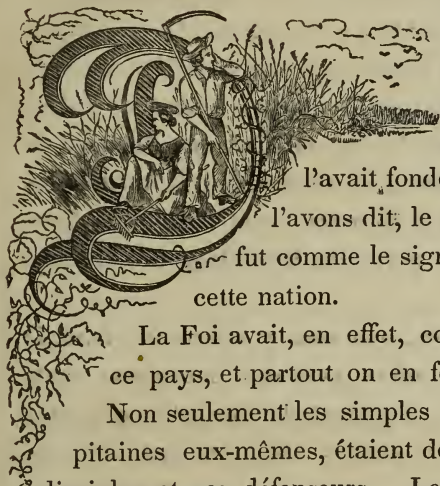 l'avait fondé
l'avons dit, le
fut comme le sign
cette nation.
La Foi avait, en effet, co
ce pays, et partout on en f
Non seulement les simples
pitaines eux-mêmes, étaient de